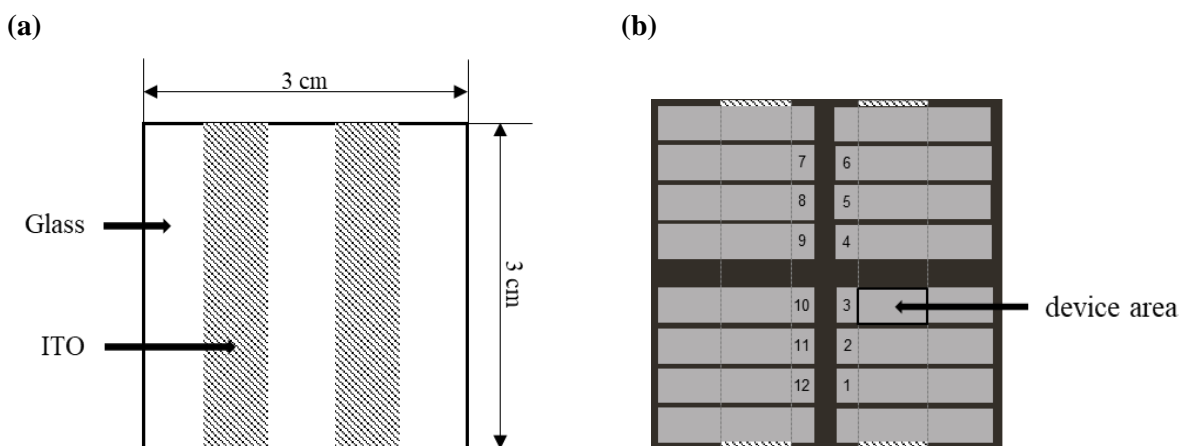 (a)
3 cm
Glass
3 cm
ITO
(b)
7 6
8 5
9 4
10 3
device area
11 2
12 1